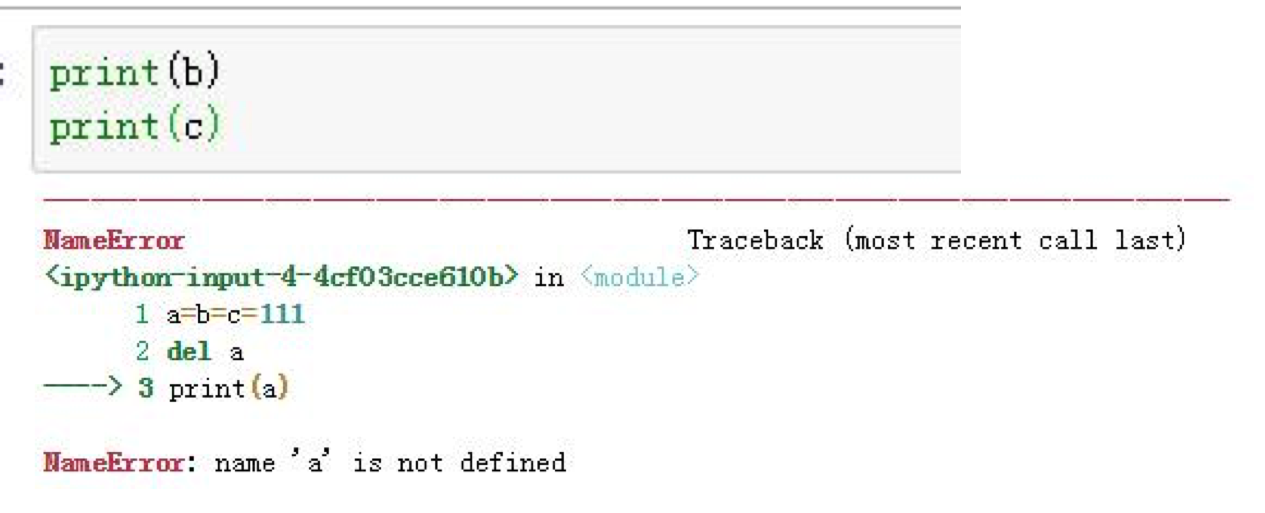 :
print(b)
print(c)
NameError Traceback (most recent call last)
<ipython-input-4-4cf03cce610b> in <module>
1 a=b=c=111
2 del a
----> 3 print(a)
NameError: name 'a' is not defined